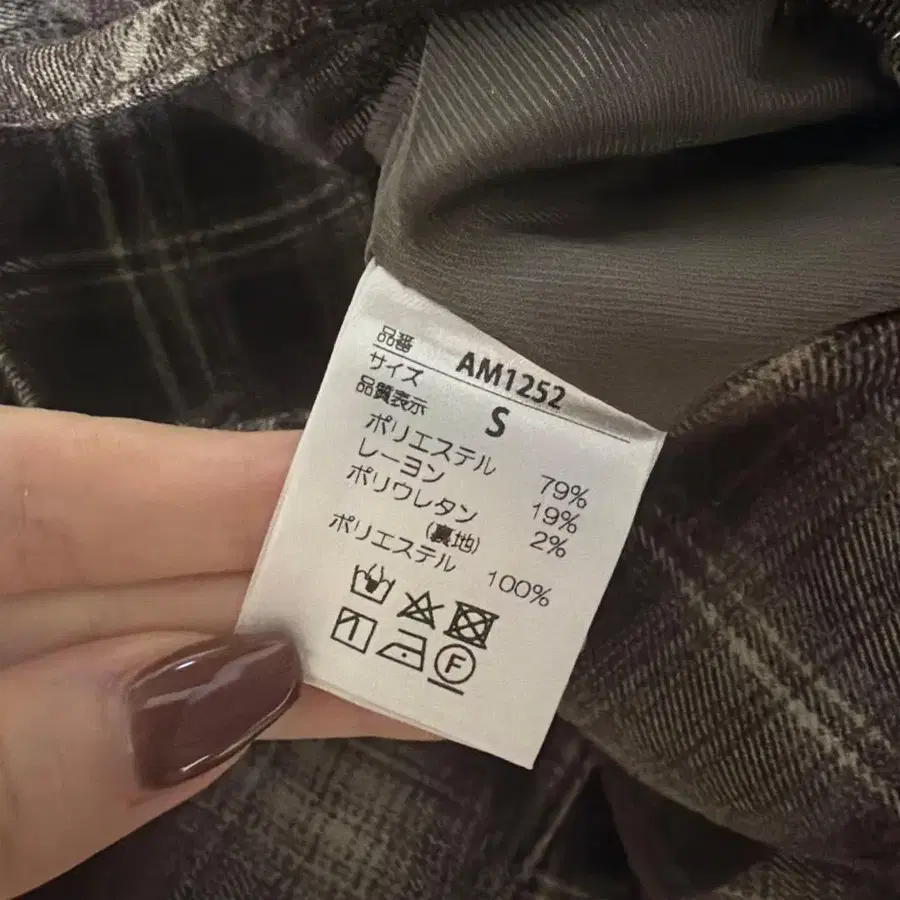 品番 AM1252
サイズ S
品質表示
ポリエステル 79%
レーヨン 19%
ポリウレタン 2%
(裏地)
ポリエステル 100%
F